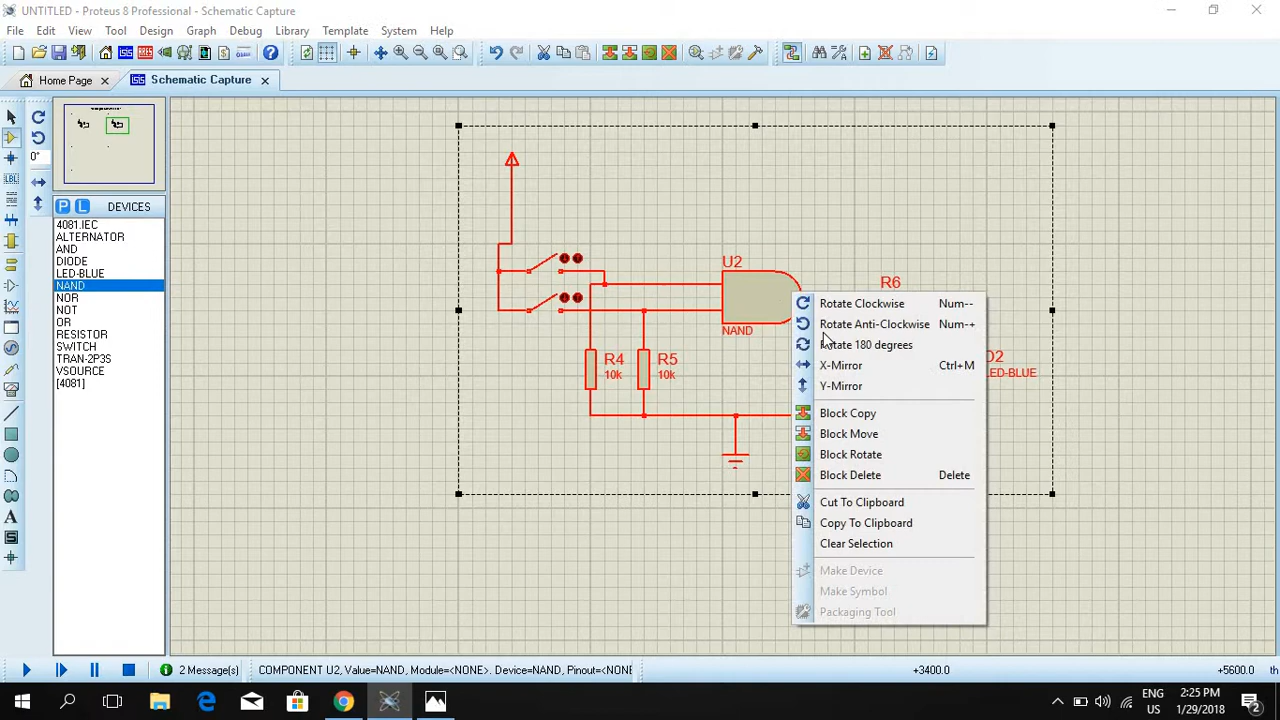 UNTITLED - Proteus 8 Professional - Schematic Capture
File Edit View Tool Design Graph Debug Library Template System Help
Home Page
ISIS Schematic Capture
0°
LBL
P L DEVICES
4081.IEC
ALTERNATOR
AND
DIODE
LED-BLUE
NAND
NOR
NOT
OR
RESISTOR
SWITCH
TRAN-2P3S
VSOURCE
[4081]
A
U2
NAND
R4
10k
R5
10k
R6
D2
LED-BLUE
Rotate Clockwise Num--
Rotate Anti-Clockwise Num-+
Rotate 180 degrees
X-Mirror Ctrl+M
Y-Mirror
Block Copy
Block Move
Block Rotate
Block Delete Delete
Cut To Clipboard
Copy To Clipboard
Clear Selection
Make Device
Make Symbol
Packaging Tool
2 Message(s)
COMPONENT U2, Value=NAND, Module=<NONE>. Device=NAND, Pinout=<NONE
+3400.0
+5600.0
th
ENG
US
2:25 PM
1/29/2018
2